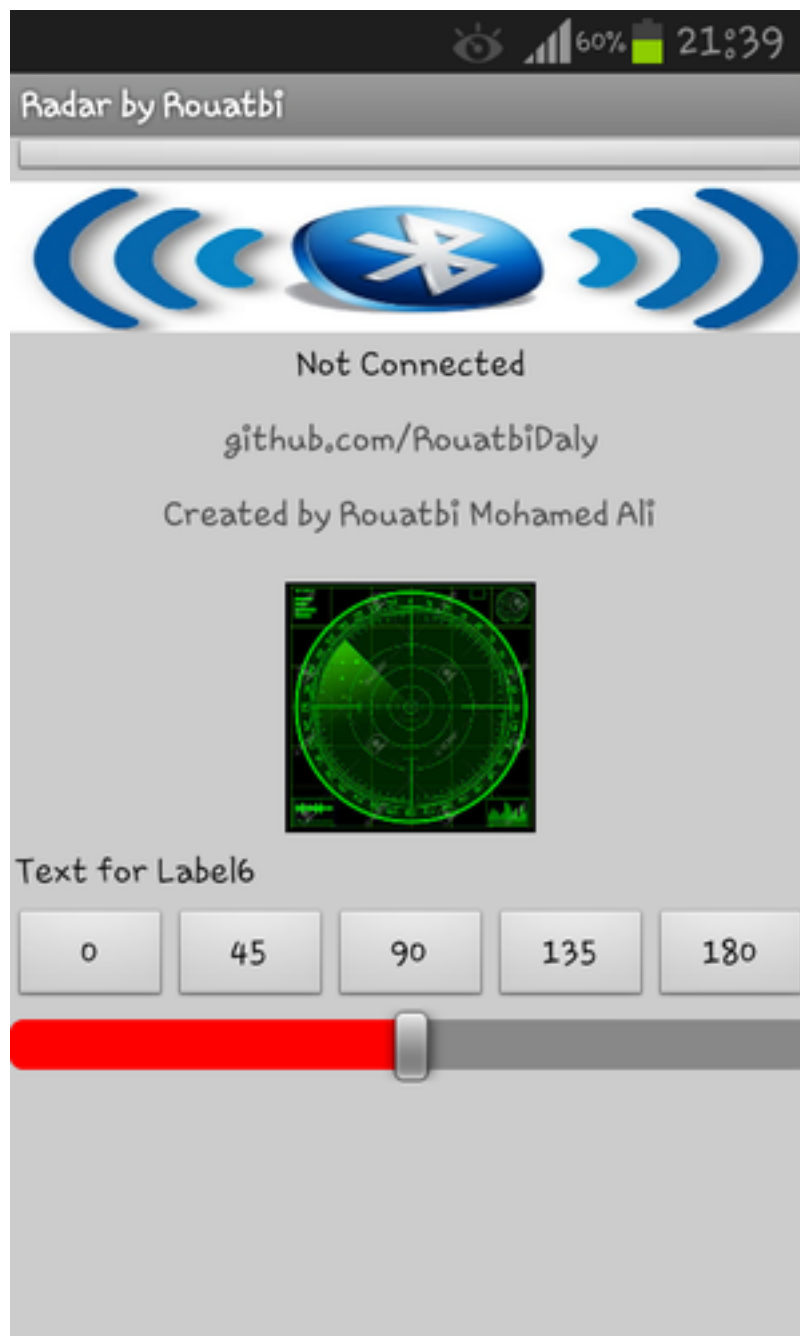 60% 21:39
Radar by Rouatbi
Not Connected
github.com/RouatbiDaly
Created by Rouatbi Mohamed Ali
Text for Label6
0 45 90 135 180